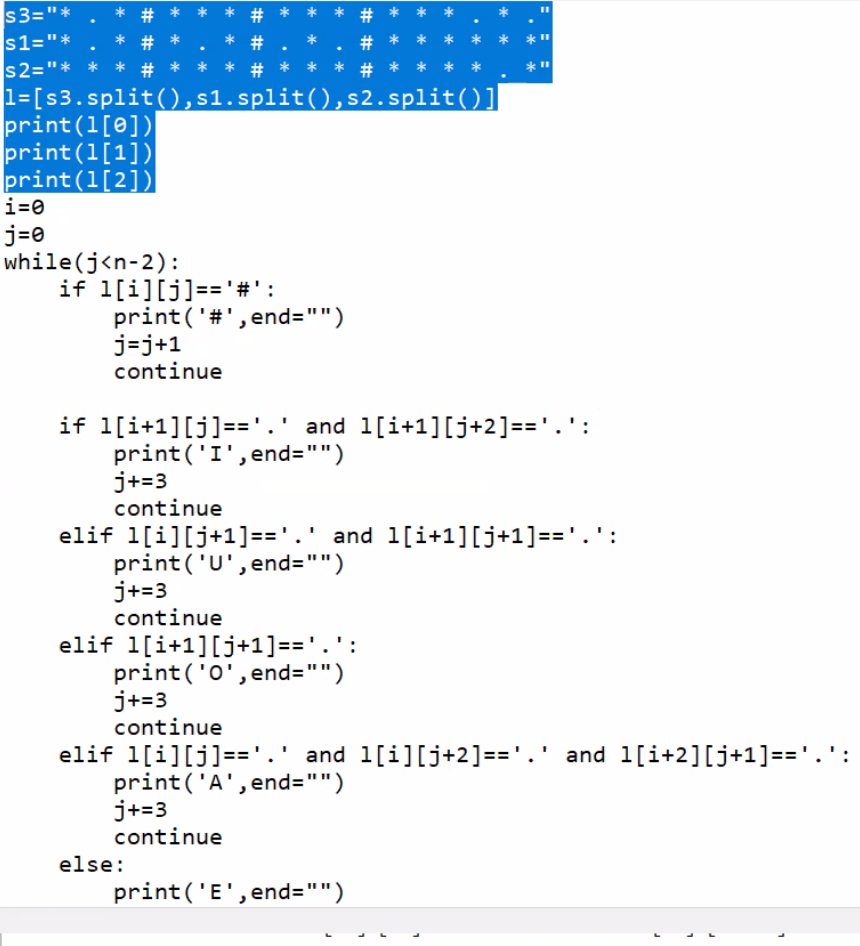 s3="* . * # * * * # * * * # * * * . * ."
s1="* . * # * . * # . * . # * * * * * *"
s2="* * * # * * * # * * * # * * * * . *"
l=[s3.split(),s1.split(),s2.split()]
print(l[0])
print(l[1])
print(l[2])
i=0
j=0
while(j<n-2):
    if l[i][j]=='#':
        print('#',end="")
        j=j+1
        continue

    if l[i+1][j]=='.' and l[i+1][j+2]=='.':
        print('I',end="")
        j+=3
        continue
    elif l[i][j+1]=='.' and l[i+1][j+1]=='.':
        print('U',end="")
        j+=3
        continue
    elif l[i+1][j+1]=='.':
        print('O',end="")
        j+=3
        continue
    elif l[i][j]=='.' and l[i][j+2]=='.' and l[i+2][j+1]=='.':
        print('A',end="")
        j+=3
        continue
    else:
        print('E',end="")